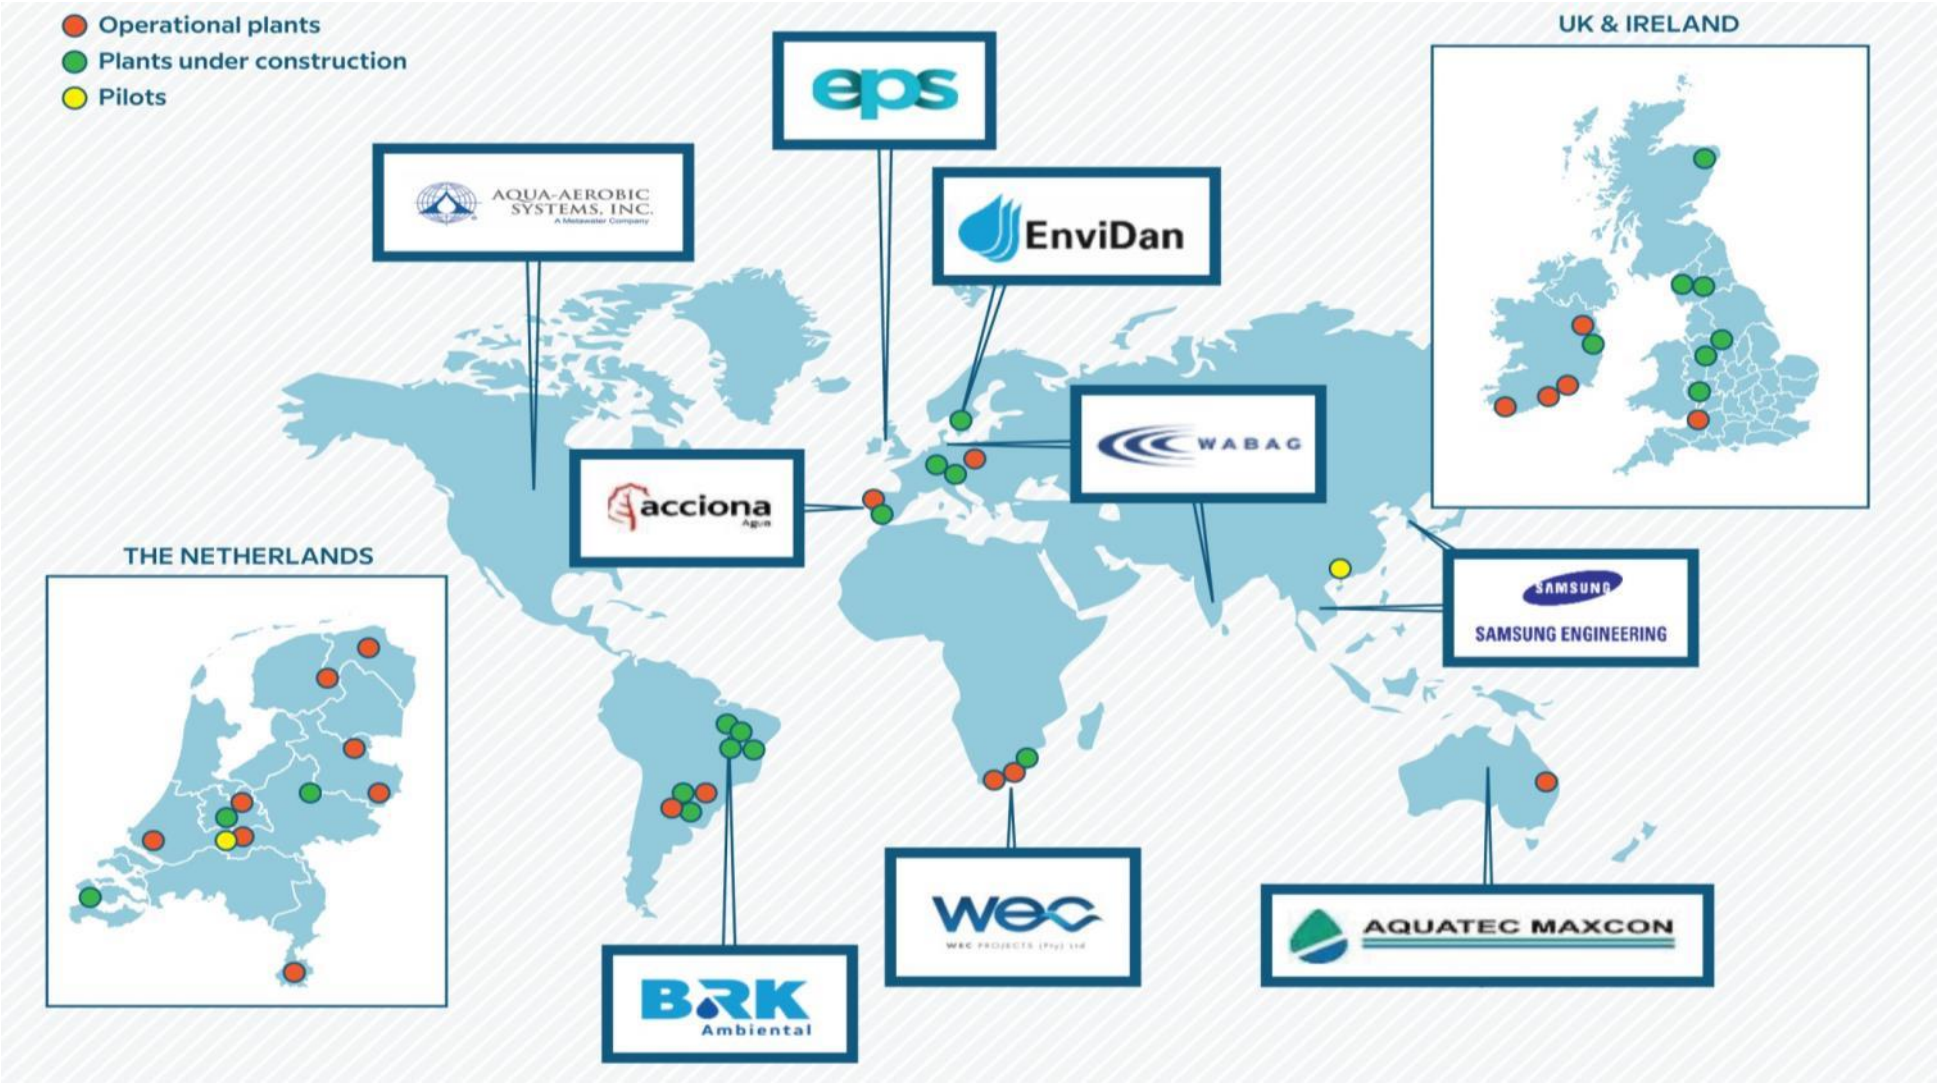 Operational plants
Plants under construction
Pilots
UK & IRELAND
eps
AQUA-AEROBIC
SYSTEMS, INC.
A Metawater Company
EnviDan
WABAG
acciona
Agua
THE NETHERLANDS
SAMSUNG
SAMSUNG ENGINEERING
wec
WEC PROJECTS (Pty) Ltd
AQUATEC MAXCON
BRK
Ambiental